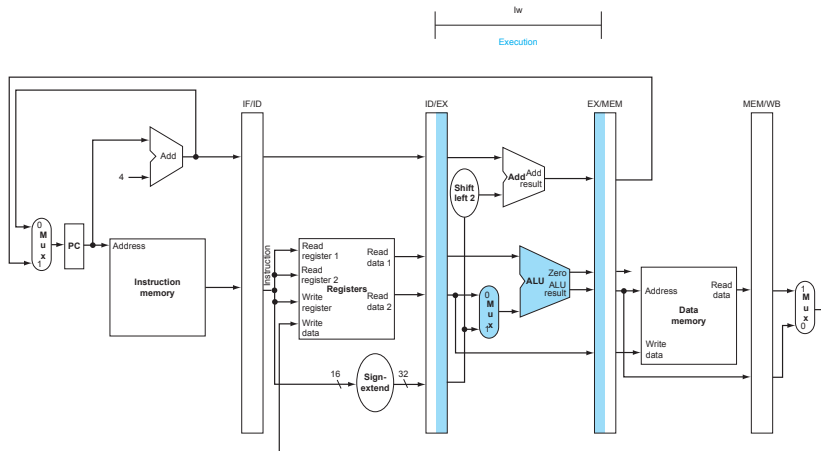 lw
Execution
IF/ID
ID/EX
EX/MEM
MEM/WB
Add
4
Add
Add
result
Shift
left 2
0
M
u
x
1
PC
Address
Instruction
memory
Instruction
Read
register 1
Read
register 2
Write
register
Write
data
Registers
Read
data 1
Read
data 2
0
M
u
x
1
ALU
Zero
ALU
result
Address
Read
data
Data
memory
Write
data
1
M
u
x
0
16
Sign-
extend
32